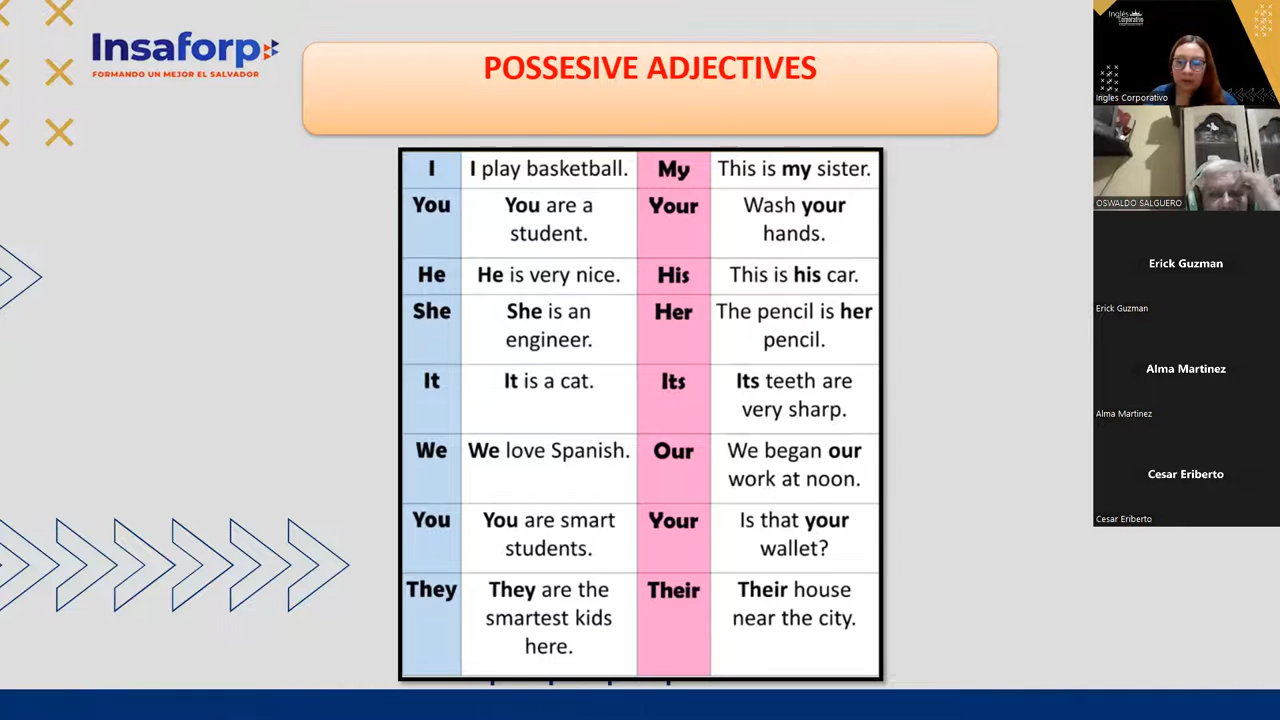 Insaforp
FORMANDO UN MEJOR EL SALVADOR
POSSESIVE ADJECTIVES
I
I play basketball.
My
This is my sister.
You
You are a
student.
Your
Wash your
hands.
He
He is very nice.
His
This is his car.
She
She is an
engineer.
Her
The pencil is her
pencil.
It
It is a cat.
Its
Its teeth are
very sharp.
We
We love Spanish.
Our
We began our
work at noon.
You
You are smart
students.
Your
Is that your
wallet?
They
They are the
smartest kids
here.
Their
Their house
near the city.
Inglés
Corporativo
Ingles Corporativo
OSWALDO SALGUERO
Erick Guzman
Erick Guzman
Alma Martinez
Alma Martinez
Cesar Eriberto
Cesar Eriberto